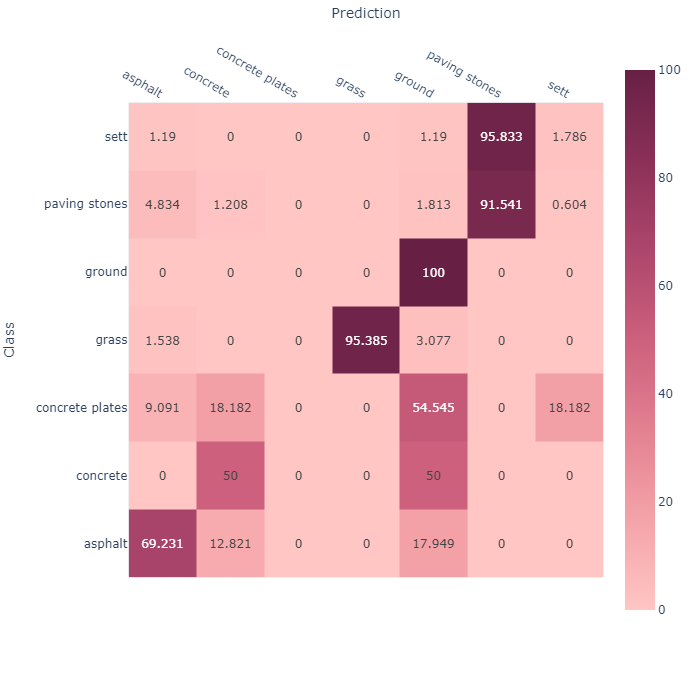 Prediction
asphalt concrete concrete plates grass ground paving stones sett
100
sett 1.19 0 0 0 1.19 95.833 1.786
80
paving stones 4.834 1.208 0 0 1.813 91.541 0.604
ground 0 0 0 0 100 0 0
60
Class
grass 1.538 0 0 95.385 3.077 0 0
40
concrete plates 9.091 18.182 0 0 54.545 0 18.182
20
concrete 0 50 0 0 50 0 0
asphalt 69.231 12.821 0 0 17.949 0 0
0